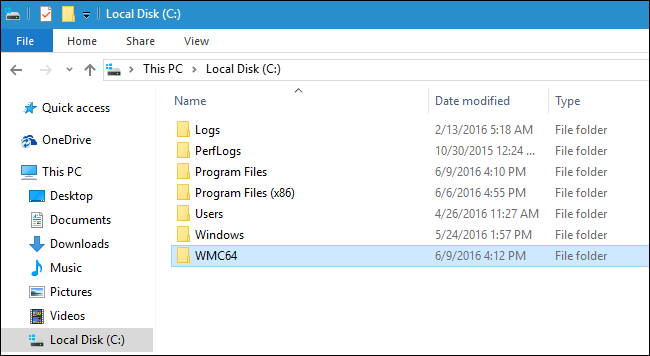 Local Disk (C:)
File Home Share View
This PC > Local Disk (C:)
Quick access
OneDrive
This PC
Desktop
Documents
Downloads
Music
Pictures
Videos
Local Disk (C:)
Name Date modified Type
Logs 2/13/2016 5:18 AM File folder
PerfLogs 10/30/2015 12:24 ... File folder
Program Files 6/9/2016 4:10 PM File folder
Program Files (x86) 6/6/2016 4:55 PM File folder
Users 4/26/2016 11:27 AM File folder
Windows 5/24/2016 1:57 PM File folder
WMC64 6/9/2016 4:12 PM File folder